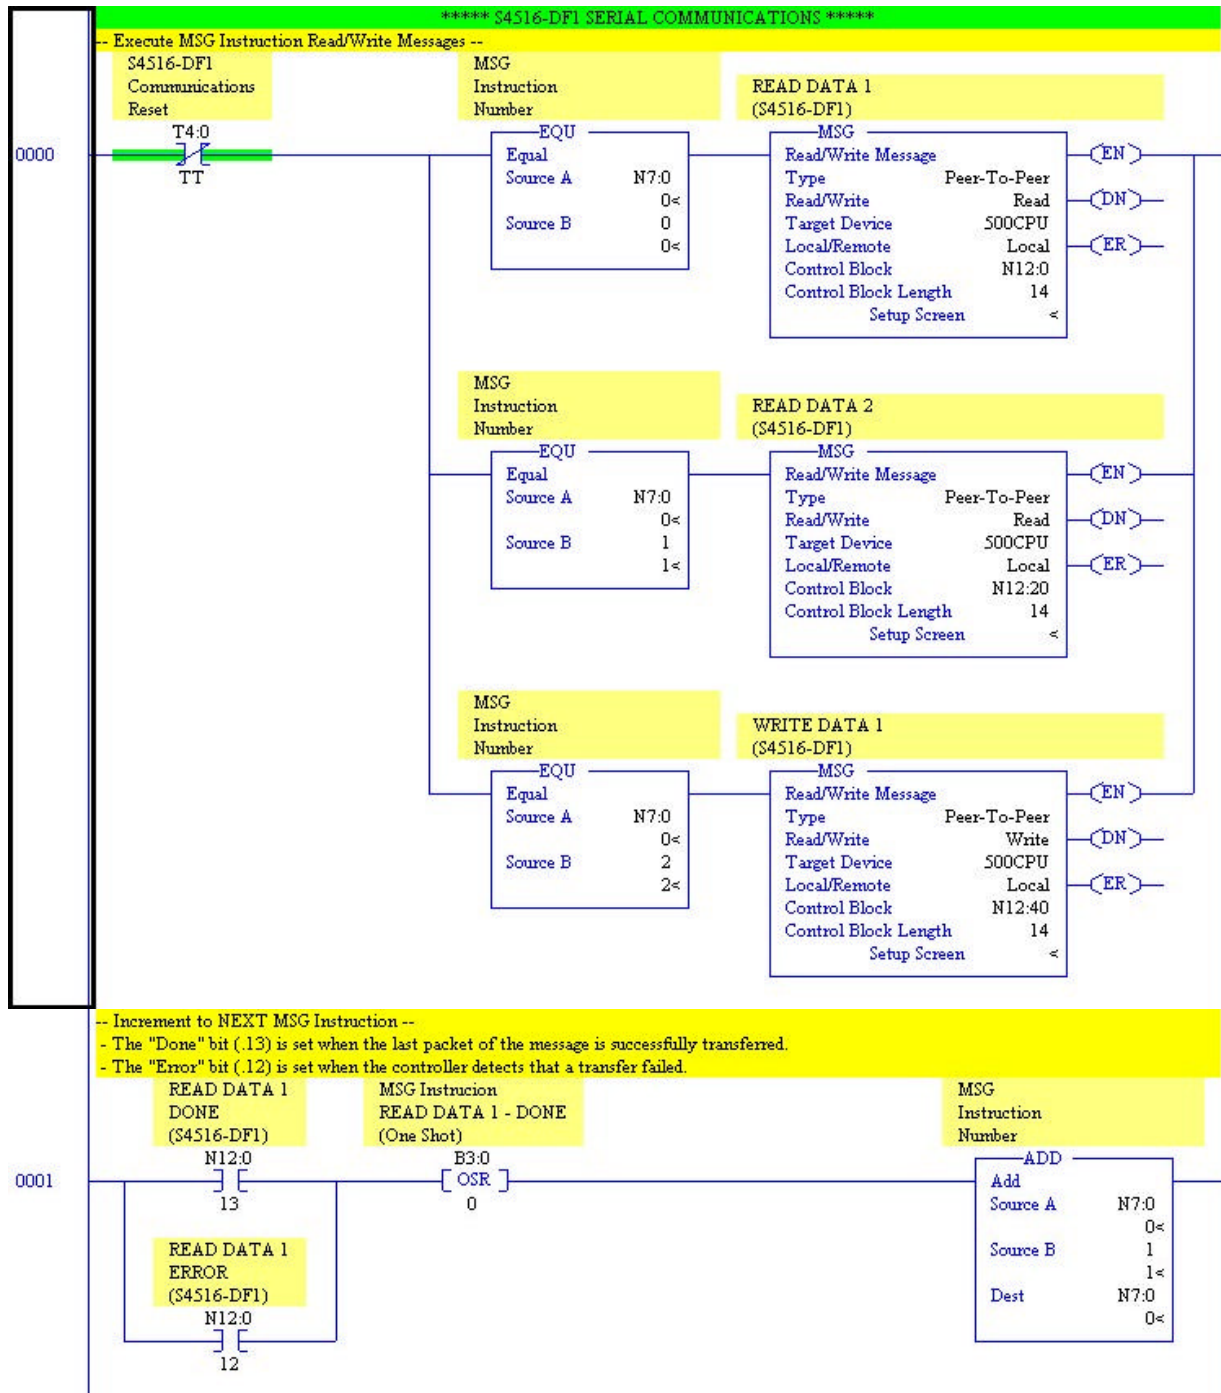 ***** S4516-DF1 SERIAL COMMUNICATIONS *****
-- Execute MSG Instruction Read/Write Messages --
S4516-DF1
Communications
Reset
T4:0
TT
0000
MSG
Instruction
Number
EQU
Equal
Source A N7:0
0<
Source B 0
0<
READ DATA 1
(S4516-DF1)
MSG
Read/Write Message
Type Peer-To-Peer
Read/Write Read
Target Device 500CPU
Local/Remote Local
Control Block N12:0
Control Block Length 14
Setup Screen <
EN
DN
ER
MSG
Instruction
Number
EQU
Equal
Source A N7:0
0<
Source B 1
1<
READ DATA 2
(S4516-DF1)
MSG
Read/Write Message
Type Peer-To-Peer
Read/Write Read
Target Device 500CPU
Local/Remote Local
Control Block N12:20
Control Block Length 14
Setup Screen <
EN
DN
ER
MSG
Instruction
Number
EQU
Equal
Source A N7:0
0<
Source B 2
2<
WRITE DATA 1
(S4516-DF1)
MSG
Read/Write Message
Type Peer-To-Peer
Read/Write Write
Target Device 500CPU
Local/Remote Local
Control Block N12:40
Control Block Length 14
Setup Screen <
EN
DN
ER
-- Increment to NEXT MSG Instruction --
- The "Done" bit (.13) is set when the last packet of the message is successfully transferred.
- The "Error" bit (.12) is set when the controller detects that a transfer failed.
READ DATA 1
DONE
(S4516-DF1)
N12:0
13
0001
READ DATA 1
ERROR
(S4516-DF1)
N12:0
12
MSG Instrucion
READ DATA 1 - DONE
(One Shot)
B3:0
OSR
0
MSG
Instruction
Number
ADD
Add
Source A N7:0
0<
Source B 1
1<
Dest N7:0
0<